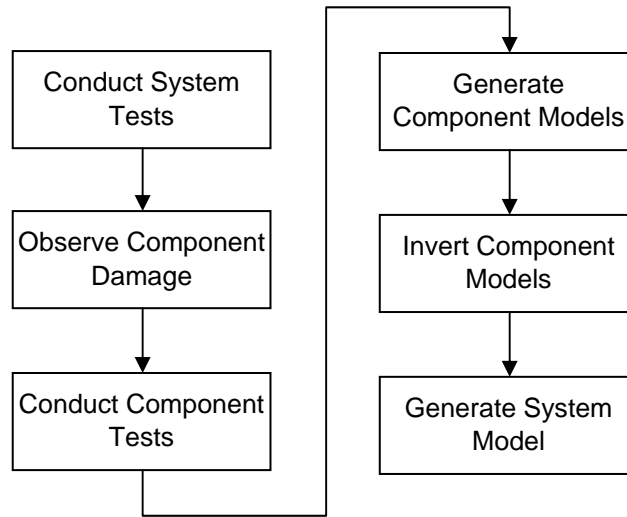 Conduct System
Tests
Observe Component
Damage
Conduct Component
Tests
Generate
Component Models
Invert Component
Models
Generate System
Model